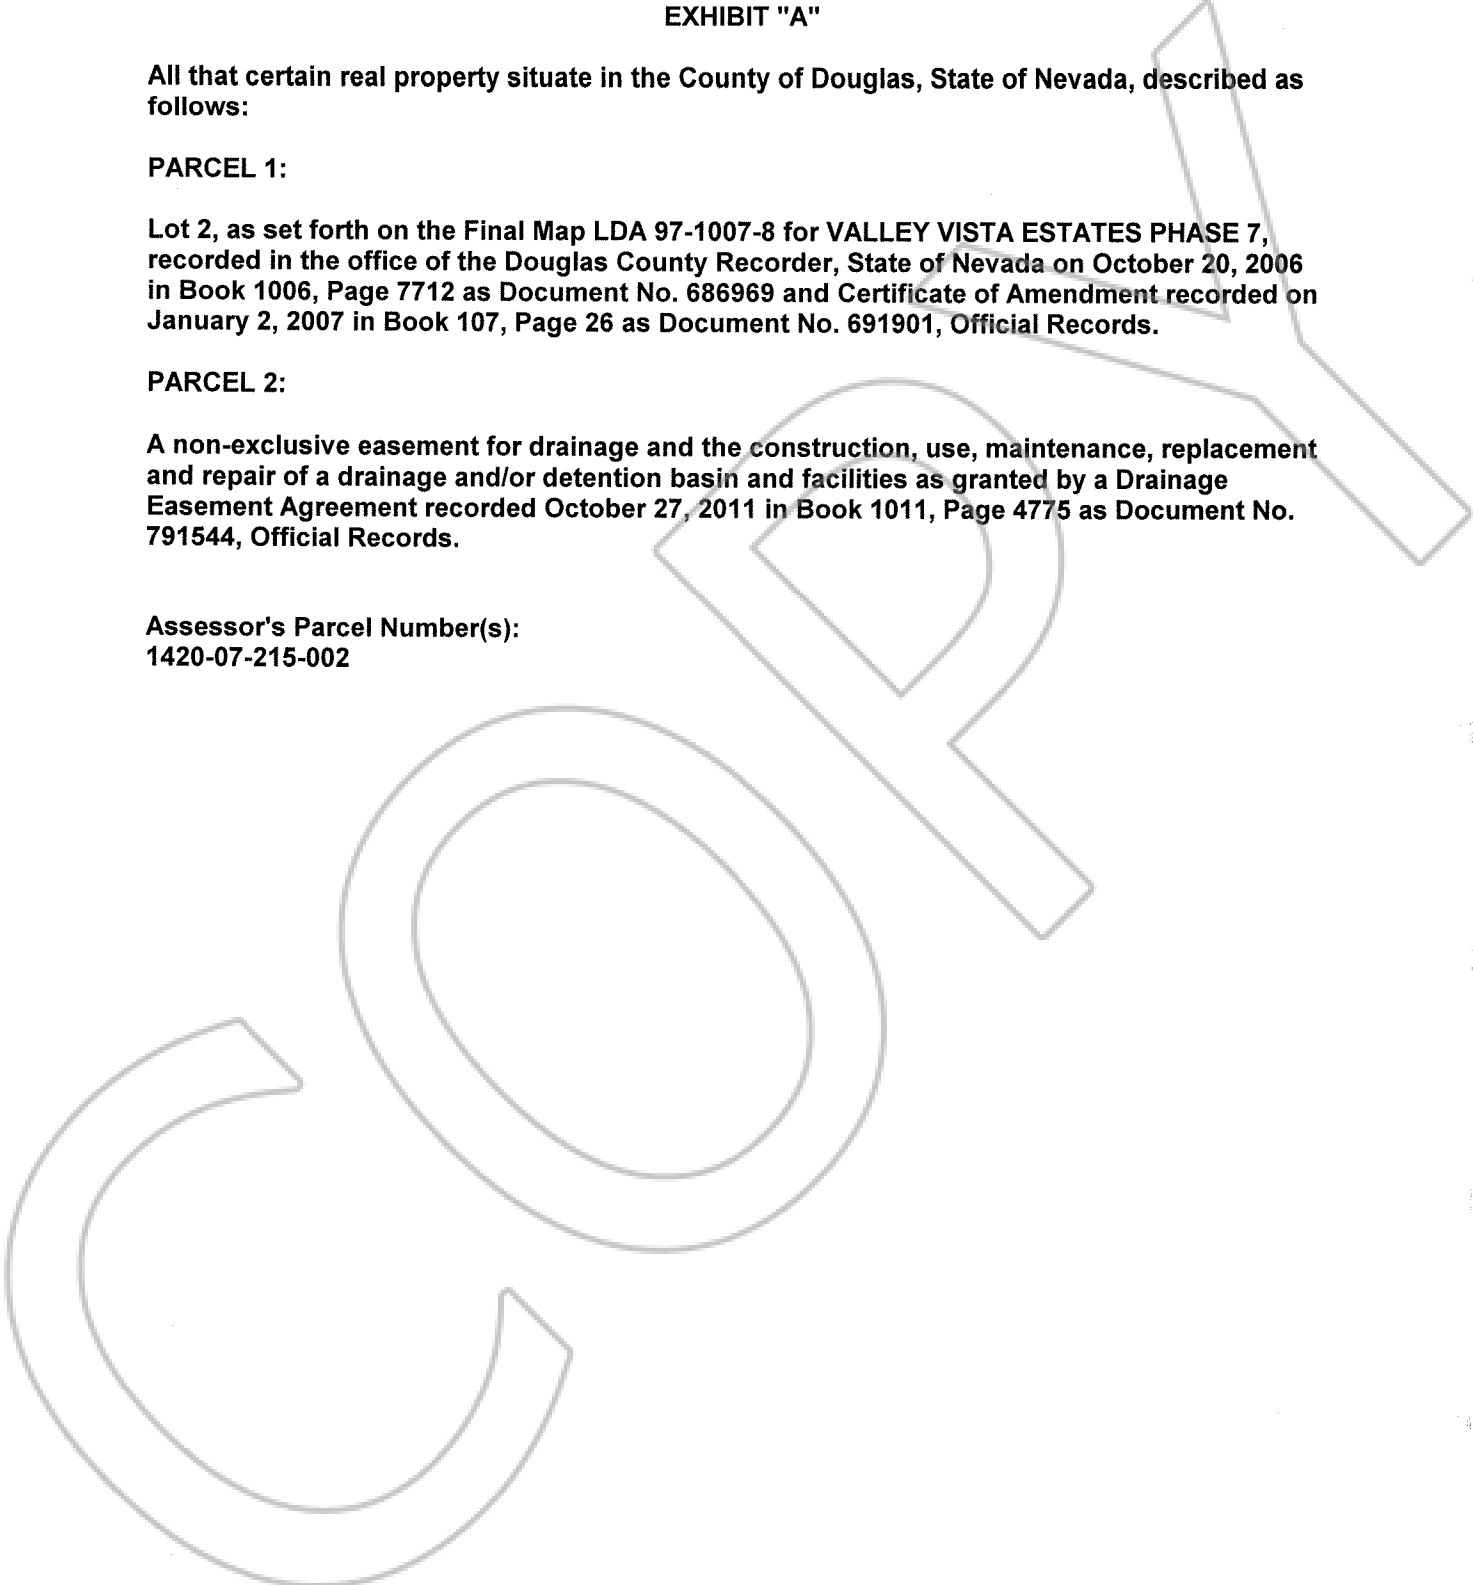 EXHIBIT "A"
All that certain real property situate in the County of Douglas, State of Nevada, described as
follows:
PARCEL 1:
Lot 2, as set forth on the Final Map LDA 97-1007-8 for VALLEY VISTA ESTATES PHASE 7,
recorded in the office of the Douglas County Recorder, State of Nevada on October 20, 2006
in Book 1006, Page 7712 as Document No. 686969 and Certificate of Amendment recorded on
January 2, 2007 in Book 107, Page 26 as Document No. 691901, Official Records.
PARCEL 2:
A non-exclusive easement for drainage and the construction, use, maintenance, replacement
and repair of a drainage and/or detention basin and facilities as granted by a Drainage
Easement Agreement recorded October 27, 2011 in Book 1011, Page 4775 as Document No.
791544, Official Records.
Assessor's Parcel Number(s):
1420-07-215-002
COPY